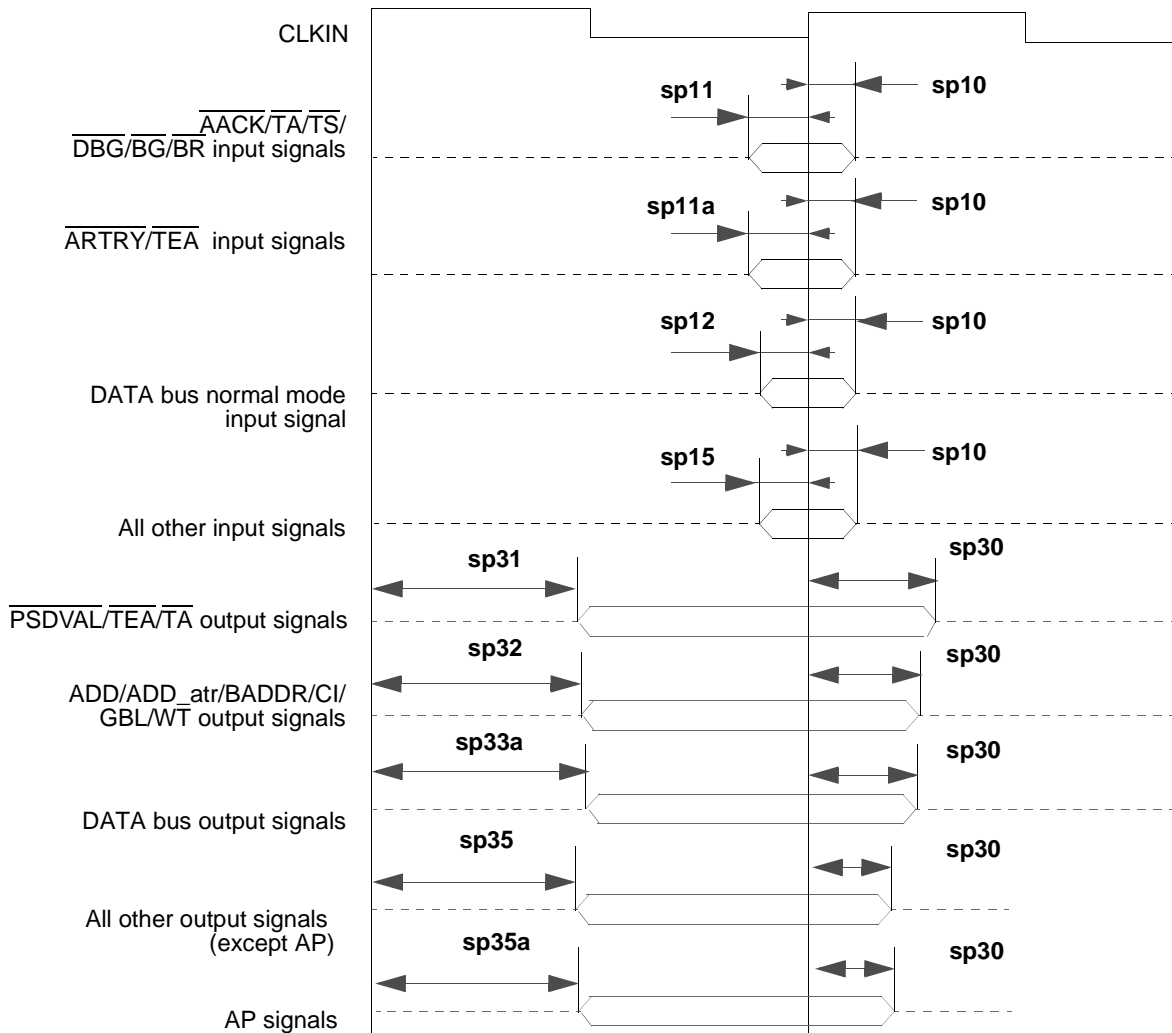 CLKIN
sp11
sp10
AACK/TA/TS/
DBG/BG/BR input signals
sp11a
sp10
ARTRY/TEA input signals
sp12
sp10
DATA bus normal mode
input signal
sp15
sp10
All other input signals
sp31
sp30
PSDVAL/TEA/TA output signals
sp32
sp30
ADD/ADD_atr/BADDR/CI/
GBL/WT output signals
sp33a
sp30
DATA bus output signals
sp35
sp30
All other output signals
(except AP)
sp35a
sp30
AP signals